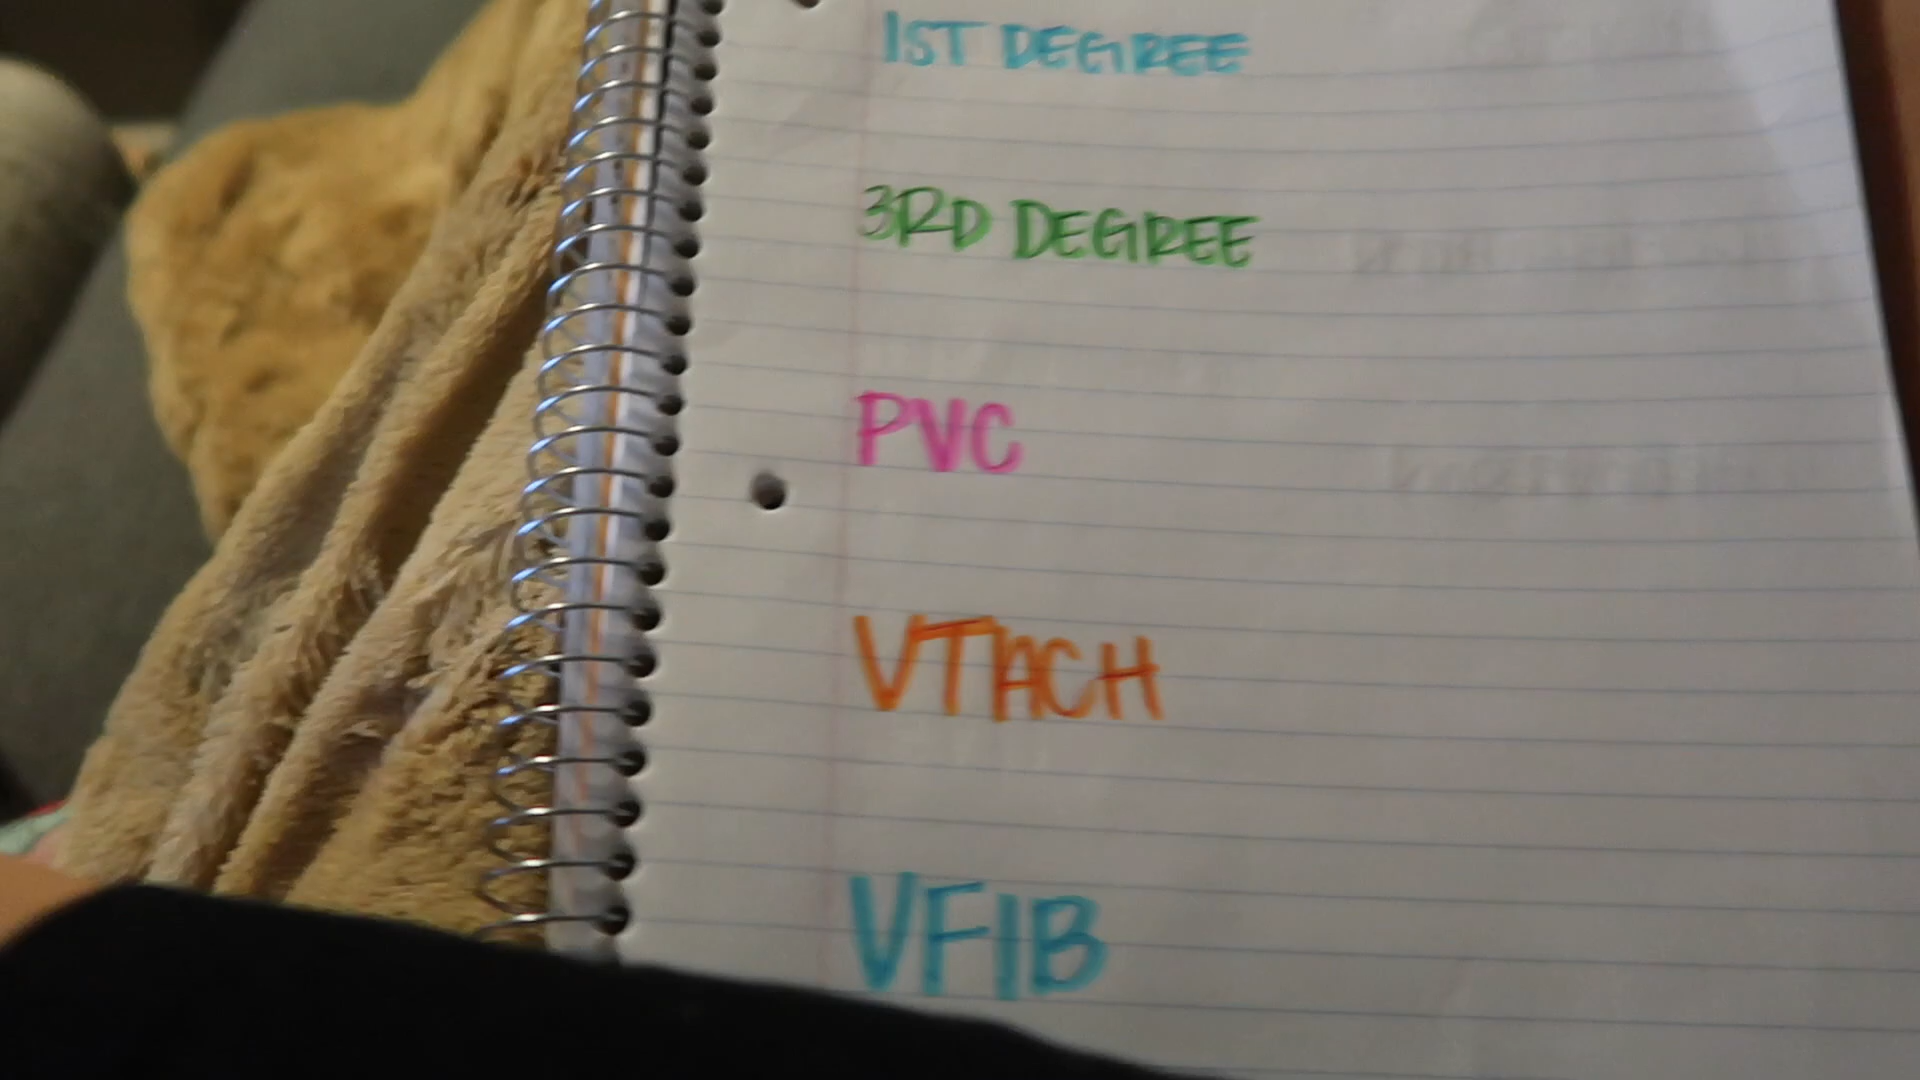 1ST DEGREE
3RD DEGREE
PVC
VTACH
VFIB